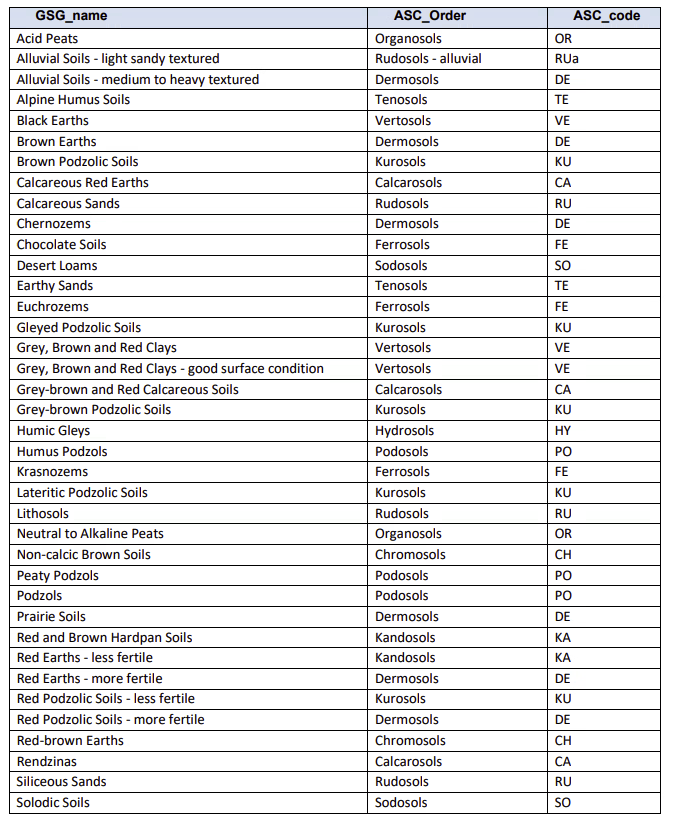 GSG_name ASC_Order ASC_code
Acid Peats Organosols OR
Alluvial Soils - light sandy textured Rudosols - alluvial RUa
Alluvial Soils - medium to heavy textured Dermosols DE
Alpine Humus Soils Tenosols TE
Black Earths Vertosols VE
Brown Earths Dermosols DE
Brown Podzolic Soils Kurosols KU
Calcareous Red Earths Calcarosols CA
Calcareous Sands Rudosols RU
Chernozems Dermosols DE
Chocolate Soils Ferrosols FE
Desert Loams Sodosols SO
Earthy Sands Tenosols TE
Euchrozems Ferrosols FE
Gleyed Podzolic Soils Kurosols KU
Grey, Brown and Red Clays Vertosols VE
Grey, Brown and Red Clays - good surface condition Vertosols VE
Grey-brown and Red Calcareous Soils Calcarosols CA
Grey-brown Podzolic Soils Kurosols KU
Humic Gleys Hydrosols HY
Humus Podzols Podosols PO
Krasnozems Ferrosols FE
Lateritic Podzolic Soils Kurosols KU
Lithosols Rudosols RU
Neutral to Alkaline Peats Organosols OR
Non-calcic Brown Soils Chromosols CH
Peaty Podzols Podosols PO
Podzols Podosols PO
Prairie Soils Dermosols DE
Red and Brown Hardpan Soils Kandosols KA
Red Earths - less fertile Kandosols KA
Red Earths - more fertile Dermosols DE
Red Podzolic Soils - less fertile Kurosols KU
Red Podzolic Soils - more fertile Dermosols DE
Red-brown Earths Chromosols CH
Rendzinas Calcarosols CA
Siliceous Sands Rudosols RU
Solodic Soils Sodosols SO